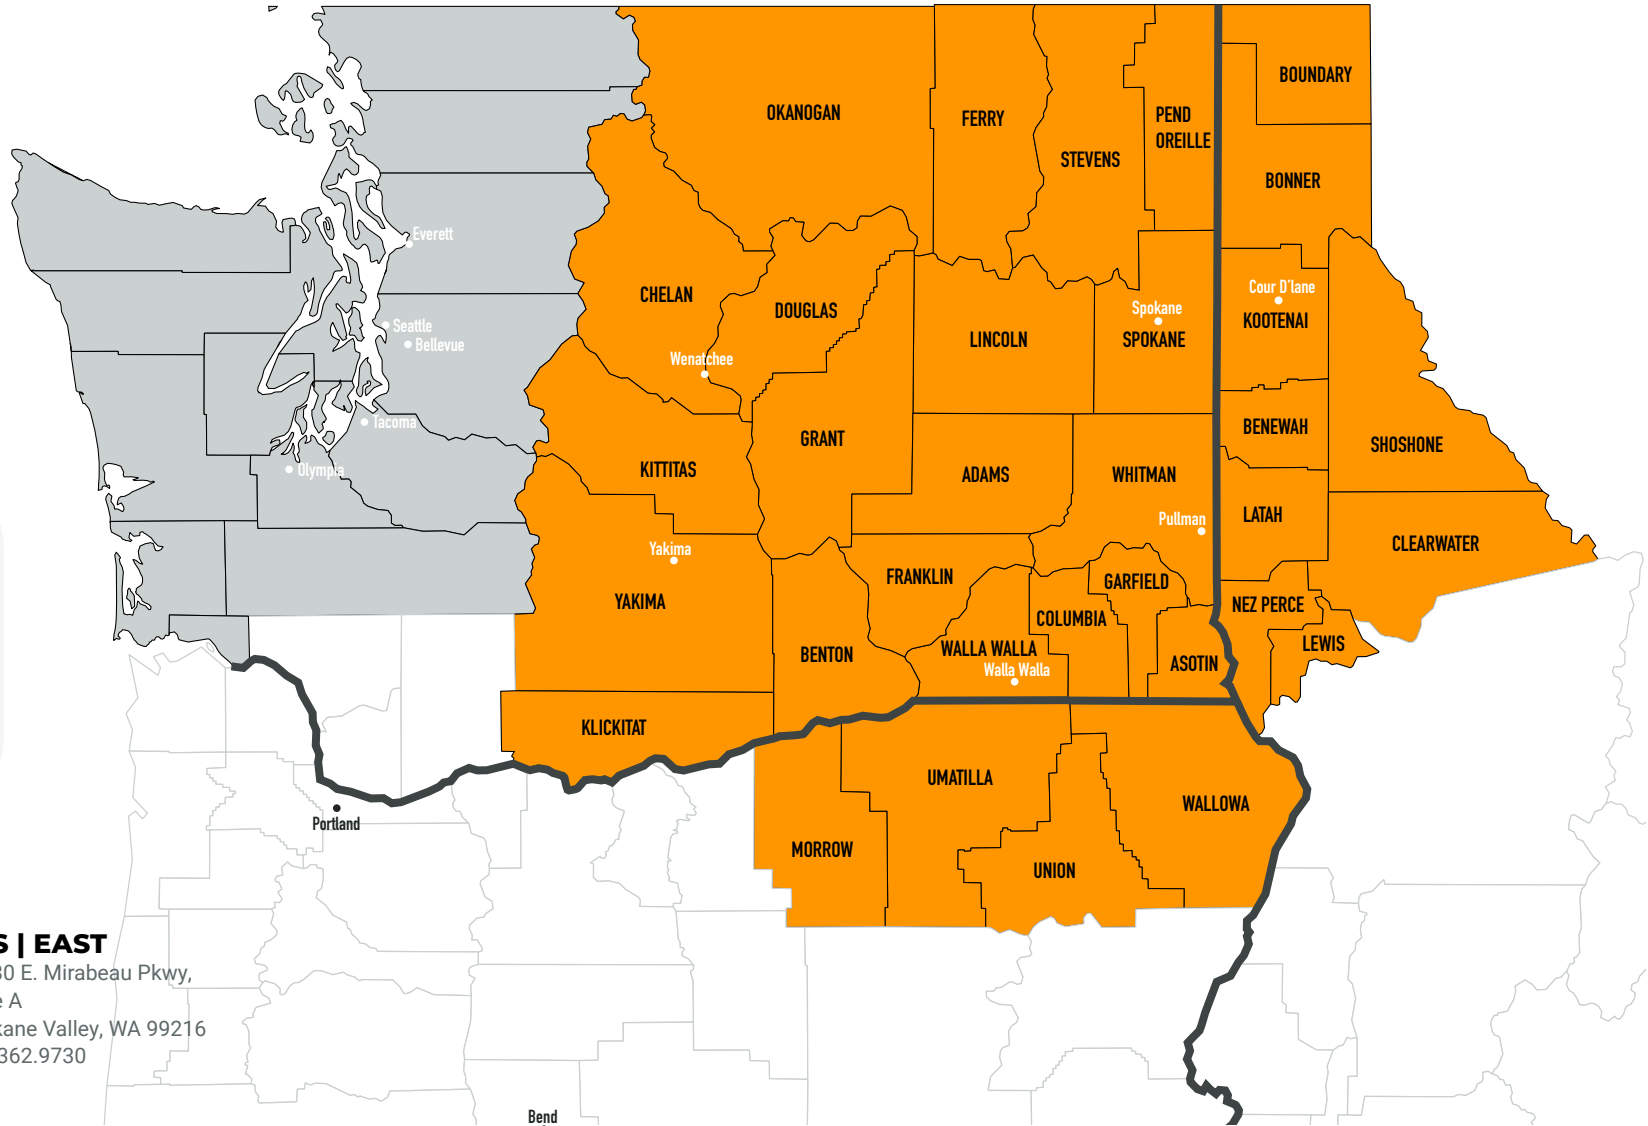 BOUNDARY
OKANOGAN
FERRY
PEND
OREILLE
STEVENS
BONNER
Everett
CHELAN
DOUGLAS
Cour D'lane
Spokane
KOOTENAI
Seattle
LINCOLN
SPOKANE
Bellevue
Wenatchee
Tacoma
BENEWAH
GRANT
SHOSHONE
Olympia
KITTITAS
ADAMS
WHITMAN
LATAH
Pullman
CLEARWATER
Yakima
FRANKLIN
GARFIELD
YAKIMA
NEZ PERCE
COLUMBIA
LEWIS
WALLA WALLA
BENTON
ASOTIN
Walla Walla
KLICKITAT
UMATILLA
WALLOWA
Portland
MORROW
UNION
S | EAST
30 E. Mirabeau Pkwy,
e A
kane Valley, WA 99216
362.9730
Bend